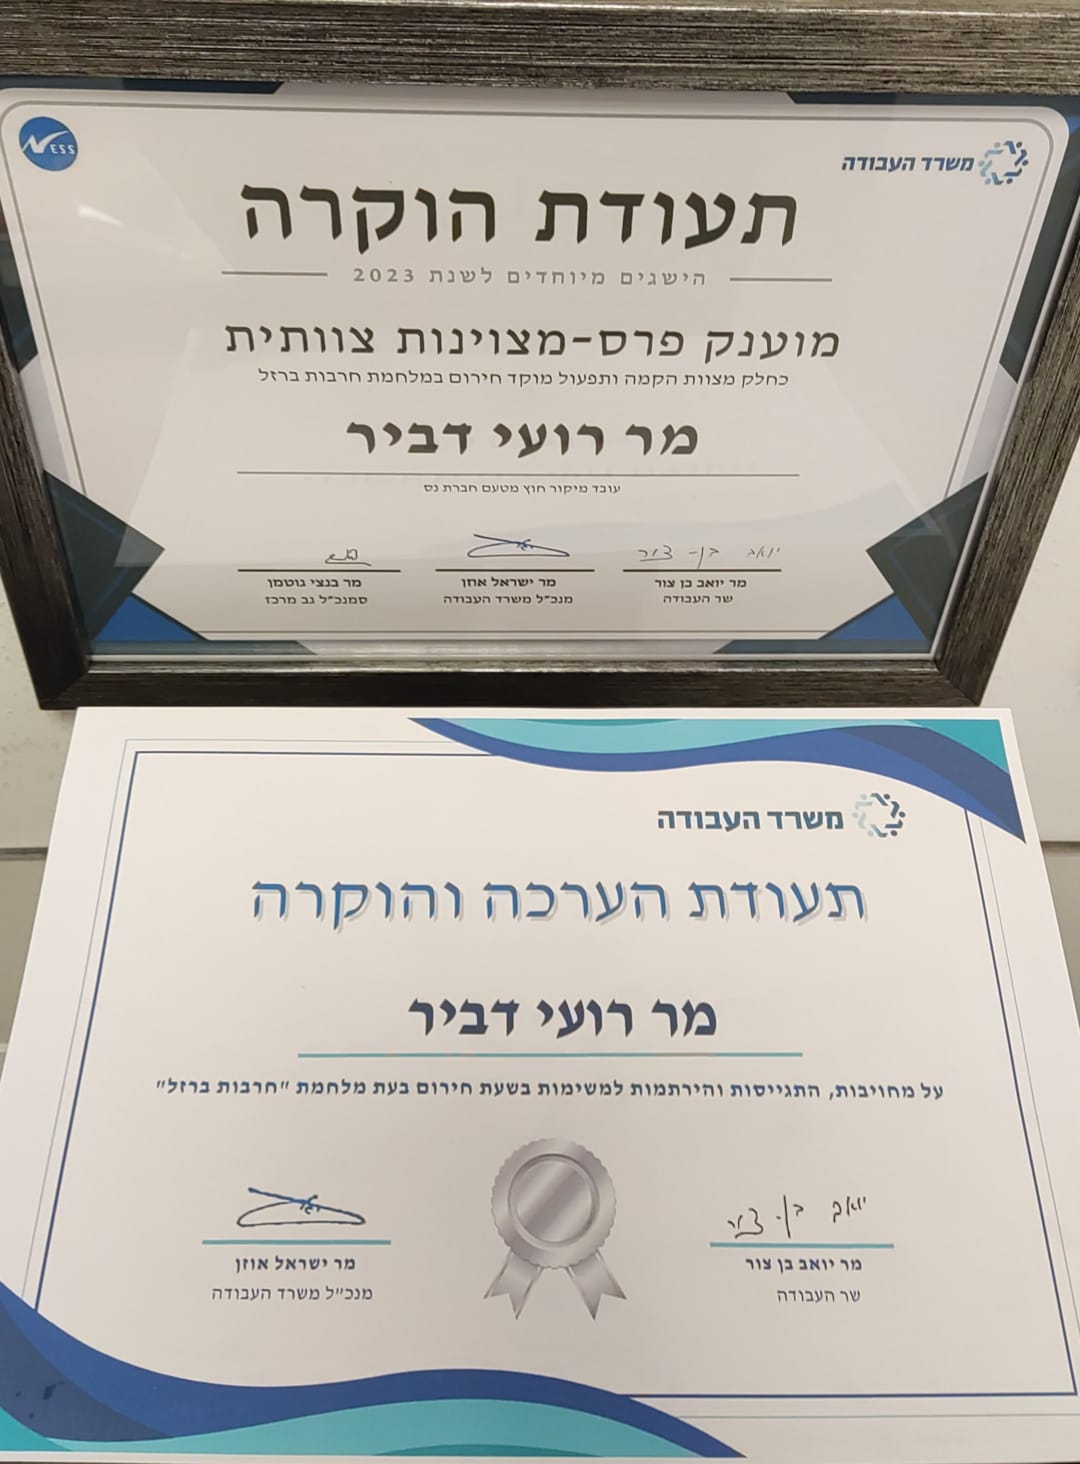 NESS
משרד העבודה
תעודת הוקרה
הישגים מיוחדים לשנת 2023
מוענק פרס-מצוינות צוותית
כחלק מצוות הקמה ותפעול מוקד חירום במלחמת חרבות ברזל
מר רועי דביר
עובד מיקור חוץ מטעם חברת נס
יואב בן- צור
מר יואב בן צור
שר העבודה
מר ישראל אוזן
מנכ"ל משרד העבודה
מר בנצי גוטמן
סמנכ"ל גב מרכז
משרד העבודה
תעודת הערכה והוקרה
מר רועי דביר
על מחויבות, התגייסות והירתמות למשימות בשעת חירום בעת מלחמת "חרבות ברזל"
יואב בן- צור
מר יואב בן צור
שר העבודה
מר ישראל אוזן
מנכ"ל משרד העבודה